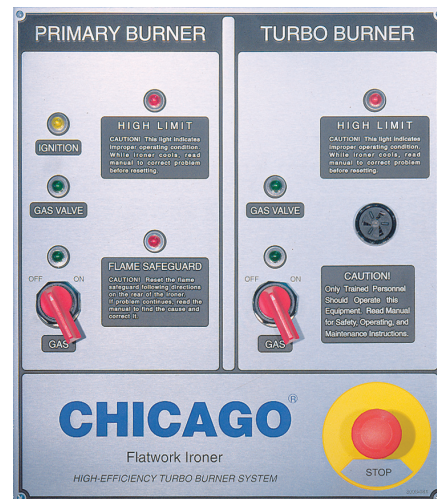 PRIMARY BURNER
TURBO BURNER
IGNITION
HIGH LIMIT
CAUTION! This light indicates
improper operating condition.
While ironer cools, read
manual to correct problem
before resetting.
GAS VALVE
OFF
ON
GAS
FLAME SAFEGUARD
CAUTION! Reset the flame
safeguard following directions
on the rear of the ironer.
If problem continues, read the
manual to find the cause and
correct it.
HIGH LIMIT
CAUTION! This light indicates
improper operating condition.
While ironer cools, read
manual to correct problem
before resetting.
GAS VALVE
OFF
ON
GAS
CAUTION!
Only Trained Personnel
Should Operate this
Equipment. Read Manual
for Safety, Operating, and
Maintenance Instructions.
CHICAGO®
Flatwork Ironer
HIGH-EFFICIENCY TURBO BURNER SYSTEM
STOP